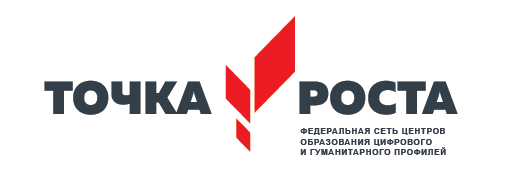 ТОЧКА РОСТА
ФЕДЕРАЛЬНАЯ СЕТЬ ЦЕНТРОВ
ОБРАЗОВАНИЯ ЦИФРОВОГО
И ГУМАНИТАРНОГО ПРОФИЛЕЙ